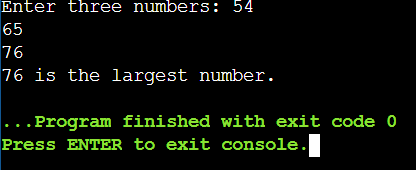 Enter three numbers: 54
65
76
76 is the largest number.
...Program finished with exit code 0
Press ENTER to exit console.